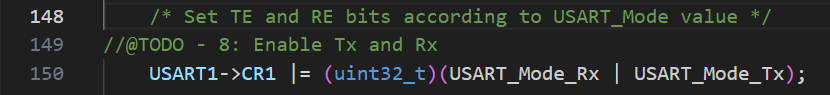 148 /* Set TE and RE bits according to USART_Mode value */
149 //@TODO - 8: Enable Tx and Rx
150 USART1->CR1 |= (uint32_t)(USART_Mode_Rx | USART_Mode_Tx);